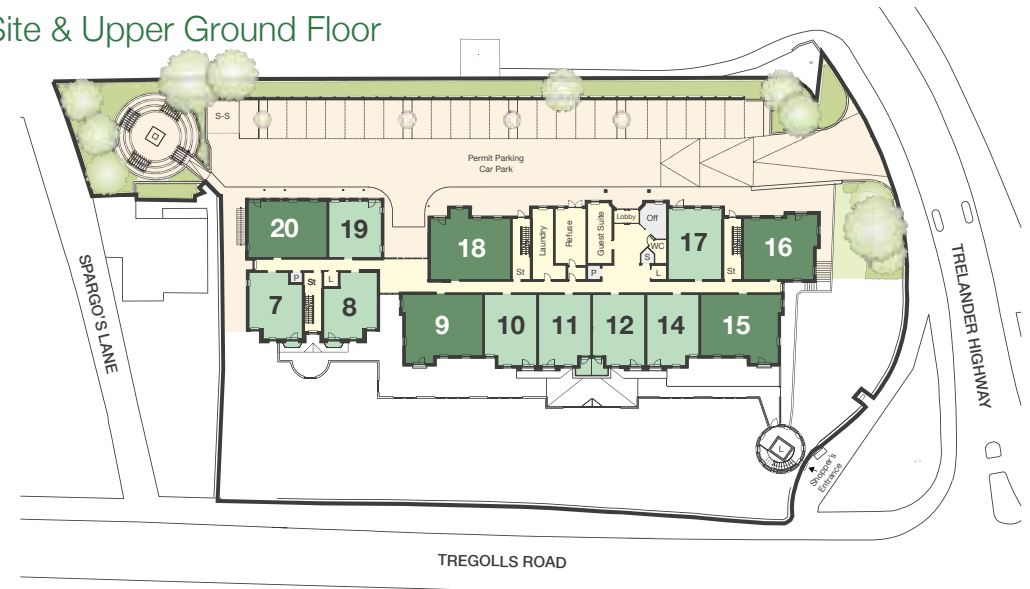 Site & Upper Ground Floor
S-S
Permit Parking
Car Park
20
19
18
St
Laundry
Refuse
Guest Suite
Lobby
Off
WC
S
P
L
17
St
16
7
P
St
L
8
9
10
11
12
14
15
SPARGO'S LANE
TRELANDER HIGHWAY
L
Shopper's
Entrance
TREGOLLS ROAD